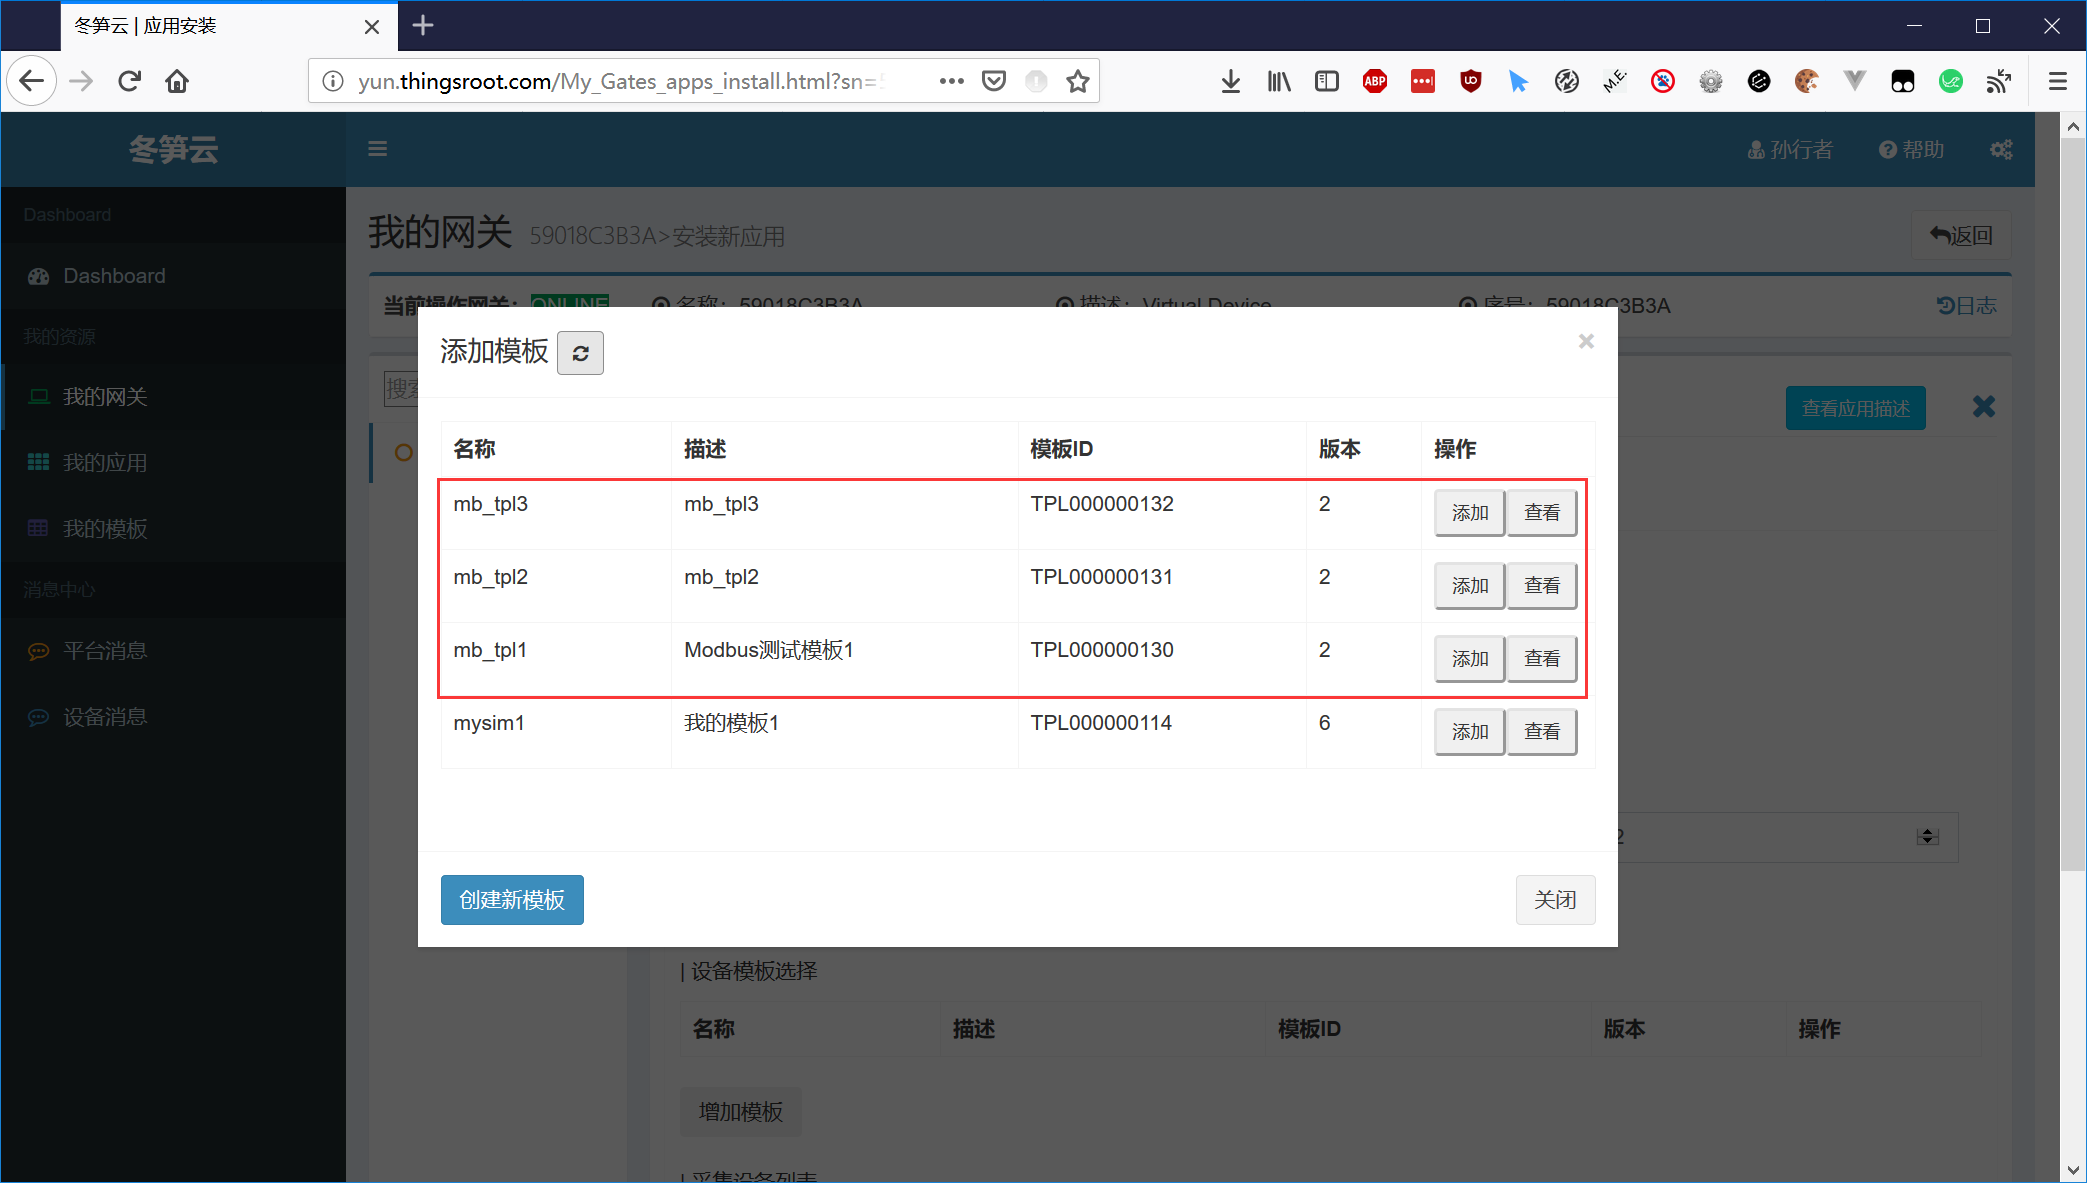 冬笋云 | 应用安装
yun.thingsroot.com/My_Gates_apps_install.html?sn=
ABP
M.E.
冬笋云
孙行者
帮助
Dashboard
Dashboard
我的资源
我的网关
我的应用
我的模板
消息中心
平台消息
设备消息
我的网关 59018C3B3A>安装新应用
返回
当前操作网关： ONLINE 名称：59018C3B3A 描述：Virtual Device 序号：59018C3B3A 日志
搜索
查看应用描述
添加模板
名称 描述 模板ID 版本 操作
mb_tpl3 mb_tpl3 TPL000000132 2 添加 查看
mb_tpl2 mb_tpl2 TPL000000131 2 添加 查看
mb_tpl1 Modbus测试模板1 TPL000000130 2 添加 查看
mysim1 我的模板1 TPL000000114 6 添加 查看
创建新模板
关闭
| 设备模板选择
名称 描述 模板ID 版本 操作
增加模板
| 采集设备列表